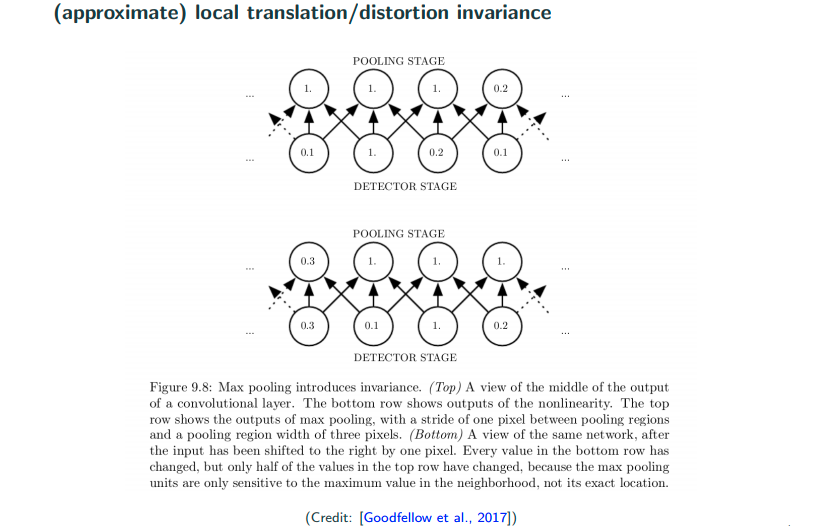 (approximate) local translation/distortion invariance
POOLING STAGE
... 1. 1. 1. 0.2 ...
... 0.1 1. 0.2 0.1 ...
DETECTOR STAGE
POOLING STAGE
... 0.3 1. 1. 1. ...
... 0.3 0.1 1. 0.2 ...
DETECTOR STAGE
Figure 9.8: Max pooling introduces invariance. (Top) A view of the middle of the output
of a convolutional layer. The bottom row shows outputs of the nonlinearity. The top
row shows the outputs of max pooling, with a stride of one pixel between pooling regions
and a pooling region width of three pixels. (Bottom) A view of the same network, after
the input has been shifted to the right by one pixel. Every value in the bottom row has
changed, but only half of the values in the top row have changed, because the max pooling
units are only sensitive to the maximum value in the neighborhood, not its exact location.
(Credit: [Goodfellow et al., 2017])